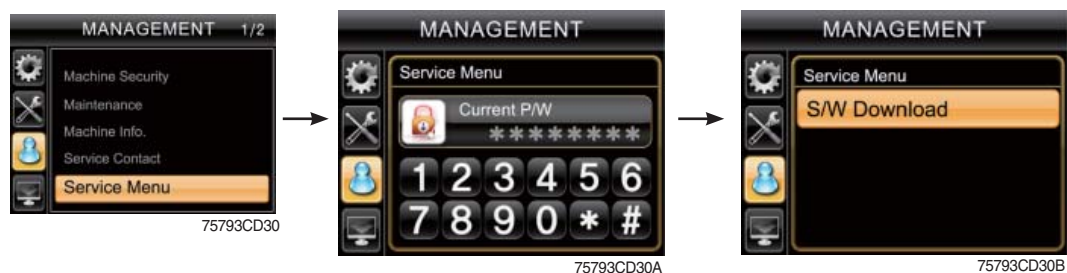 MANAGEMENT 1/2
Machine Security
Maintenance
Machine Info.
Service Contact
Service Menu
75793CD30
MANAGEMENT
Service Menu
Current P/W
********
1 2 3 4 5 6
7 8 9 0 * #
75793CD30A
MANAGEMENT
Service Menu
S/W Download
75793CD30B